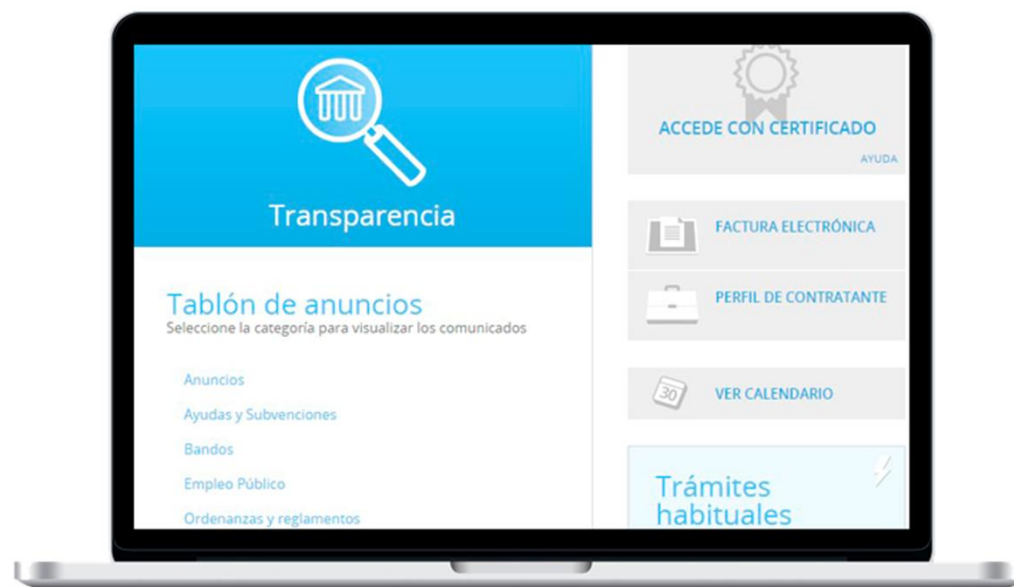 Transparencia
Tablón de anuncios
Seleccione la categoría para visualizar los comunicados
Anuncios
Ayudas y Subvenciones
Bandos
Empleo Público
Ordenanzas y reglamentos
ACCEDE CON CERTIFICADO
AYUDA
FACTURA ELECTRÓNICA
PERFIL DE CONTRATANTE
30
VER CALENDARIO
Trámites
habituales